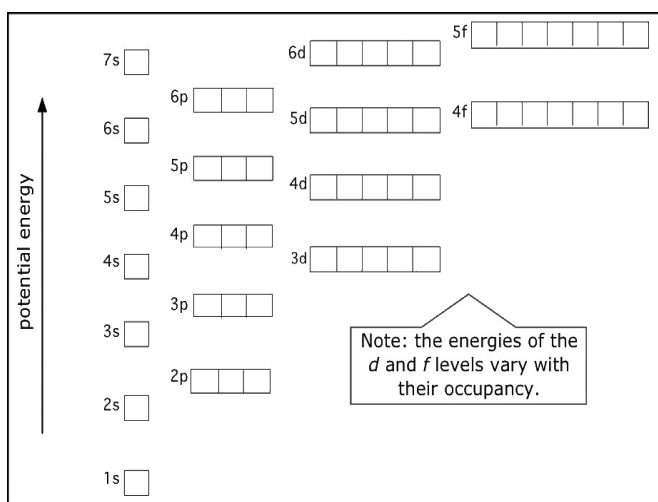 5f
7s
6d
6p
6s
5d
4f
5p
5s
4d
4p
4s
3d
3p
3s
2p
2s
1s
potential energy
Note: the energies of the
d and f levels vary with
their occupancy.